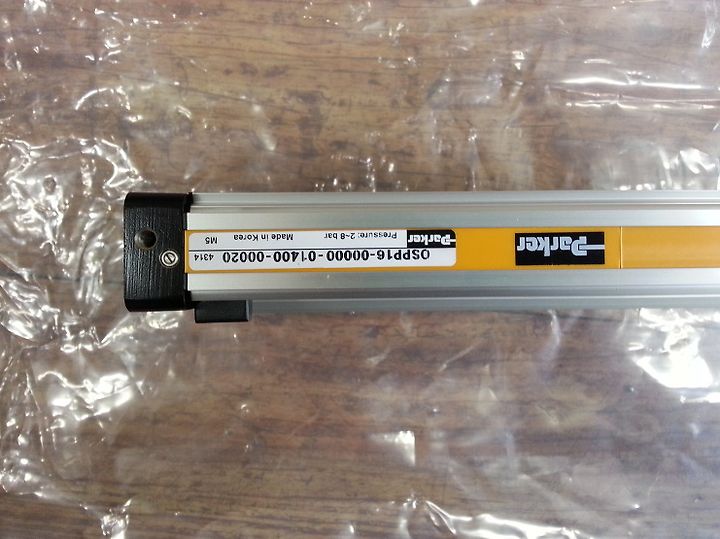 Parker
Pressure: 2~8 bar
Made in Korea
M5
OSPP16-00000-01400-00020
4314
Parker